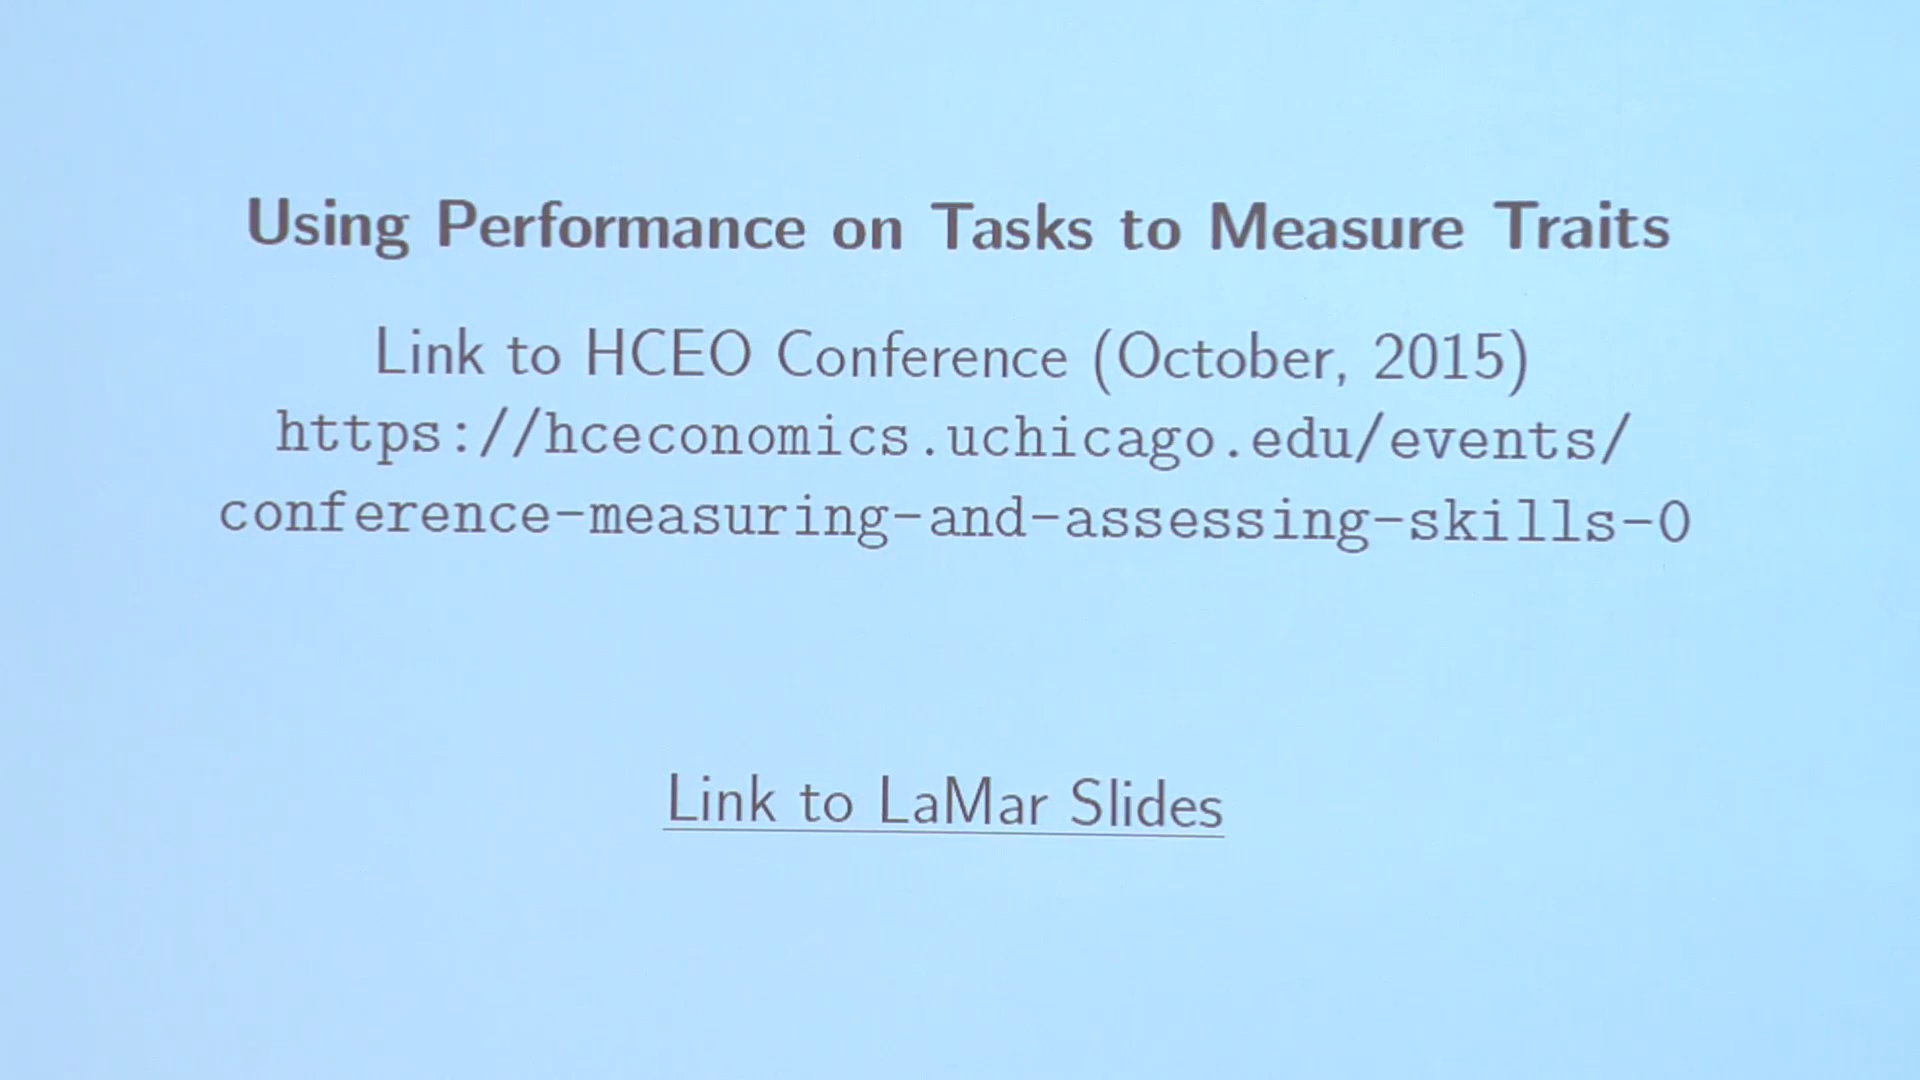 Using Performance on Tasks to Measure Traits
Link to HCEO Conference (October, 2015)
https://hceconomics.uchicago.edu/events/
conference-measuring-and-assessing-skills-0
Link to LaMar Slides